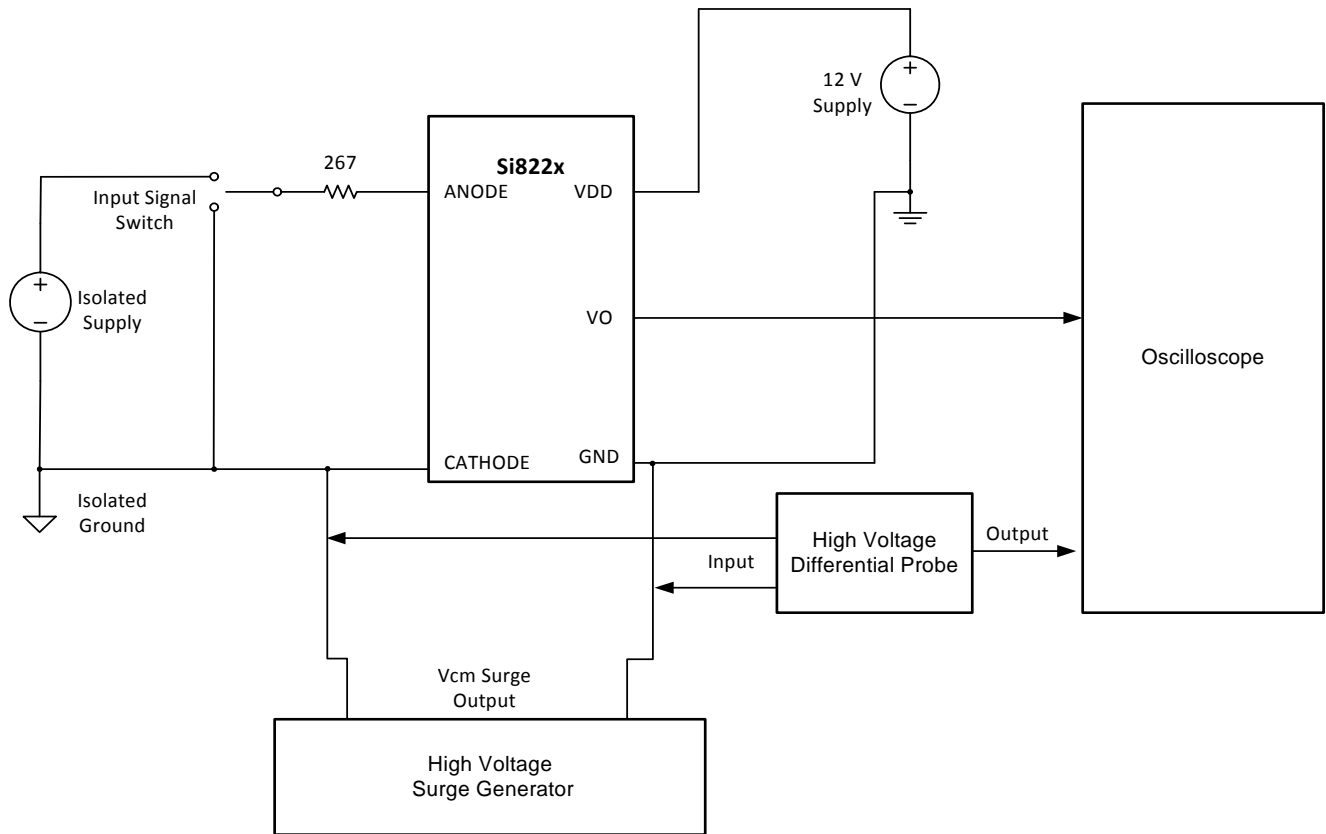 12 V
Supply
Si822x
267
ANODE
VDD
Input Signal
Switch
+
−
+
−
Isolated
Supply
VO
Oscilloscope
CATHODE
GND
Isolated
Ground
High Voltage
Differential Probe
Input
Output
Vcm Surge
Output
High Voltage
Surge Generator